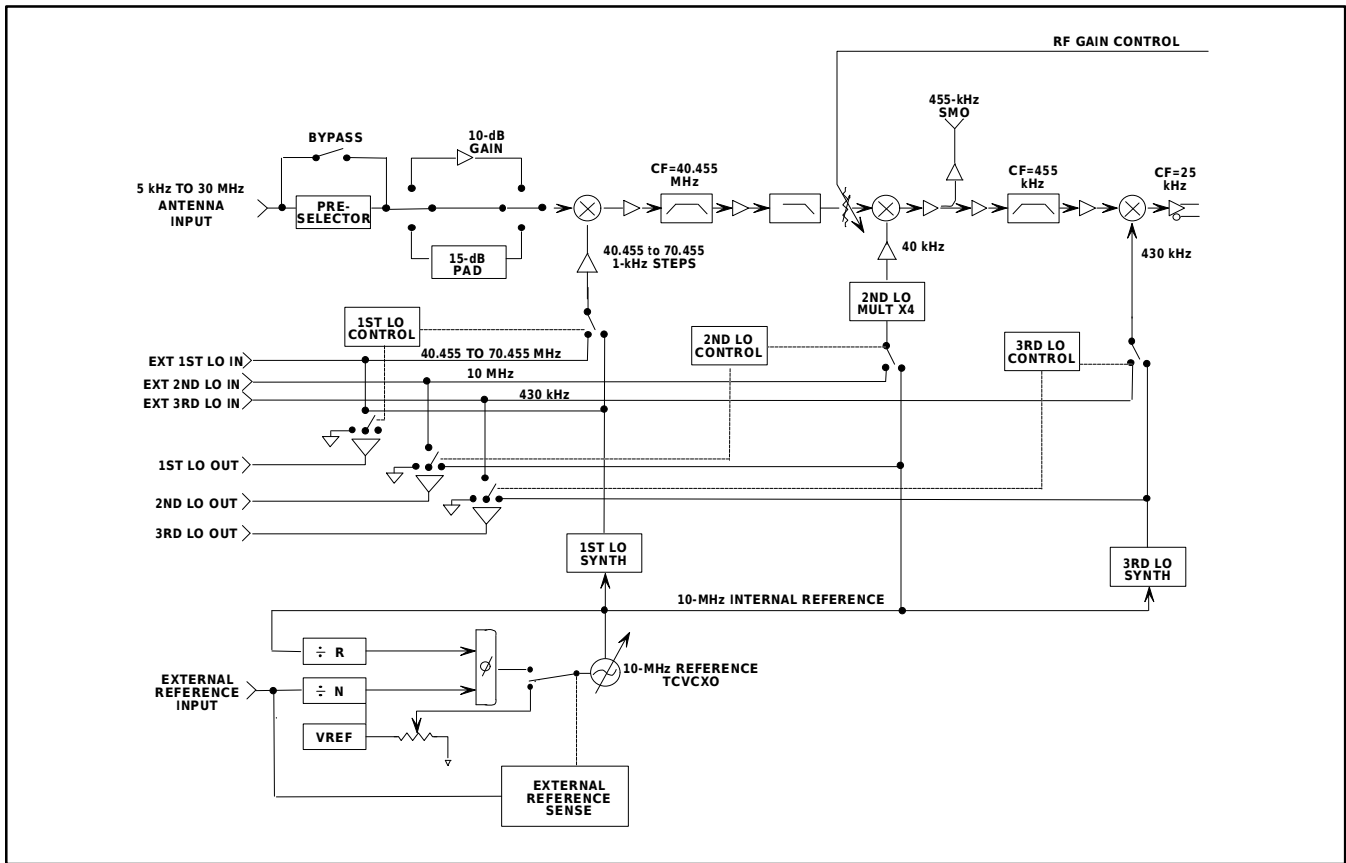 RF GAIN CONTROL
455-kHz
SMO
BYPASS
10-dB
GAIN
CF=40.455
MHz
CF=455
kHz
CF=25
kHz
5 kHz TO 30 MHz
ANTENNA
INPUT
PRE-
SELECTOR
15-dB
PAD
40.455 to 70.455
1-kHz STEPS
40 kHz
430 kHz
2ND LO
MULT X4
1ST LO
CONTROL
2ND LO
CONTROL
3RD LO
CONTROL
EXT 1ST LO IN
40.455 TO 70.455 MHz
EXT 2ND LO IN
10 MHz
EXT 3RD LO IN
430 kHz
1ST LO OUT
2ND LO OUT
3RD LO OUT
1ST LO
SYNTH
3RD LO
SYNTH
10-MHz INTERNAL REFERENCE
÷ R
ϕ
10-MHz REFERENCE
TCVCXO
EXTERNAL
REFERENCE
INPUT
÷ N
VREF
EXTERNAL
REFERENCE
SENSE